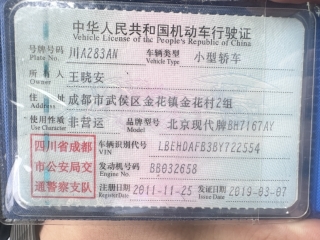 中华人民共和国机动车行驶证
Vehicle License of the People's Republic of China
号牌号码 川A283AN 车辆类型 小型轿车
Plate No. Vehicle Type
所有人 王晓安
Owner
住址 成都市武侯区金花镇金花村2组
Address
使用性质 非营运 品牌型号 北京现代牌BH7167AY
Use Character Model
四川省成都
市公安局交
通警察支队
车辆识别代号 LBEHDAFB3BY722554
VIN
发动机号码 BB032658
Engine No.
注册日期 2011-11-25 发证日期 2019-03-07
Register Date Issue Date